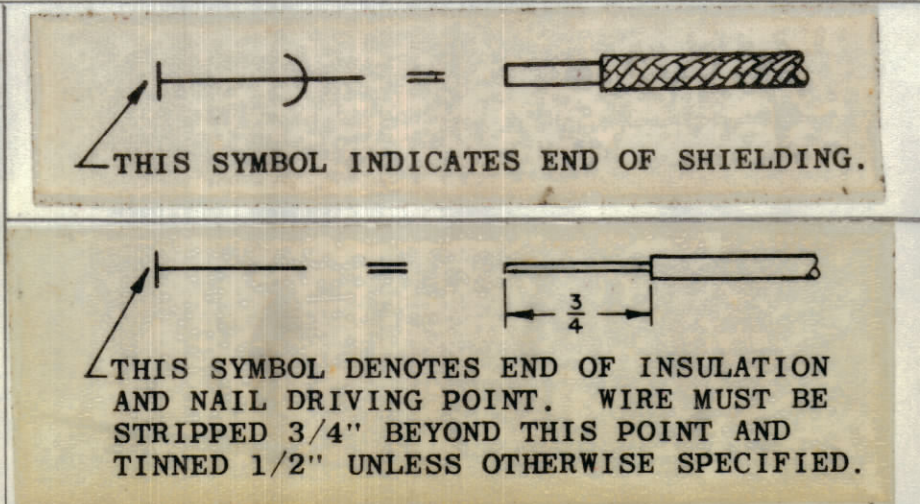 =
THIS SYMBOL INDICATES END OF SHIELDING.
=
3/4
THIS SYMBOL DENOTES END OF INSULATION
AND NAIL DRIVING POINT. WIRE MUST BE
STRIPPED 3/4" BEYOND THIS POINT AND
TINNED 1/2" UNLESS OTHERWISE SPECIFIED.